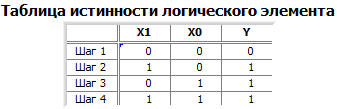 Таблица истинности логического элемента
X1 X0 Y
Шаг 1 0 0 0
Шаг 2 1 0 1
Шаг 3 0 1 1
Шаг 4 1 1 1